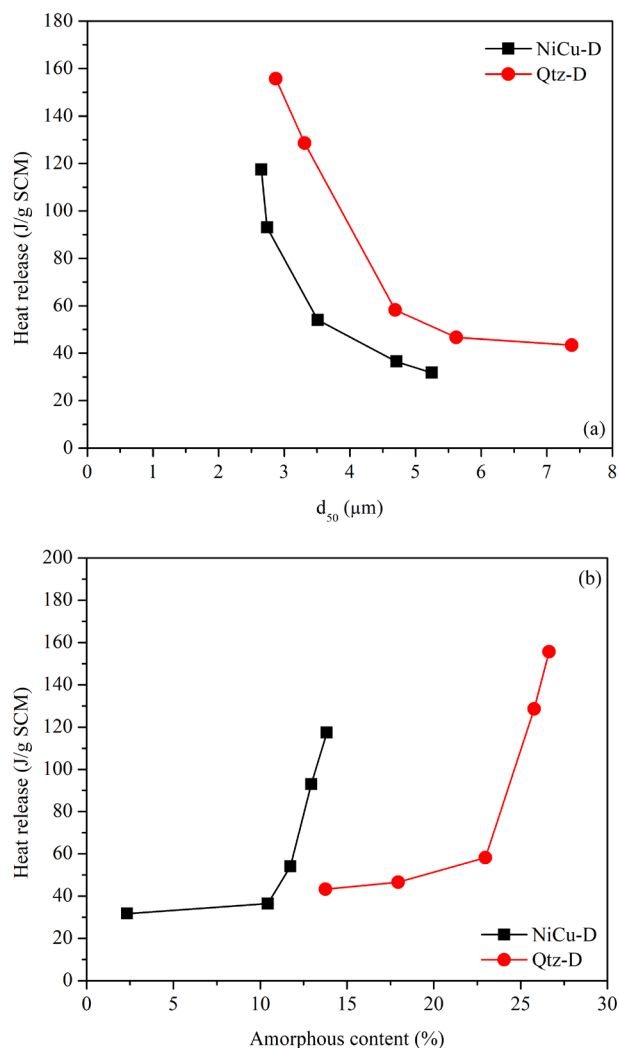 180
160
140
120
100
80
60
40
20
0
Heat release (J/g SCM)
NiCu-D
Qtz-D
(a)
0 1 2 3 4 5 6 7 8
d₅₀ (µm)
200
180
160
140
120
100
80
60
40
20
0
Heat release (J/g SCM)
(b)
NiCu-D
Qtz-D
0 5 10 15 20 25 30
Amorphous content (%)